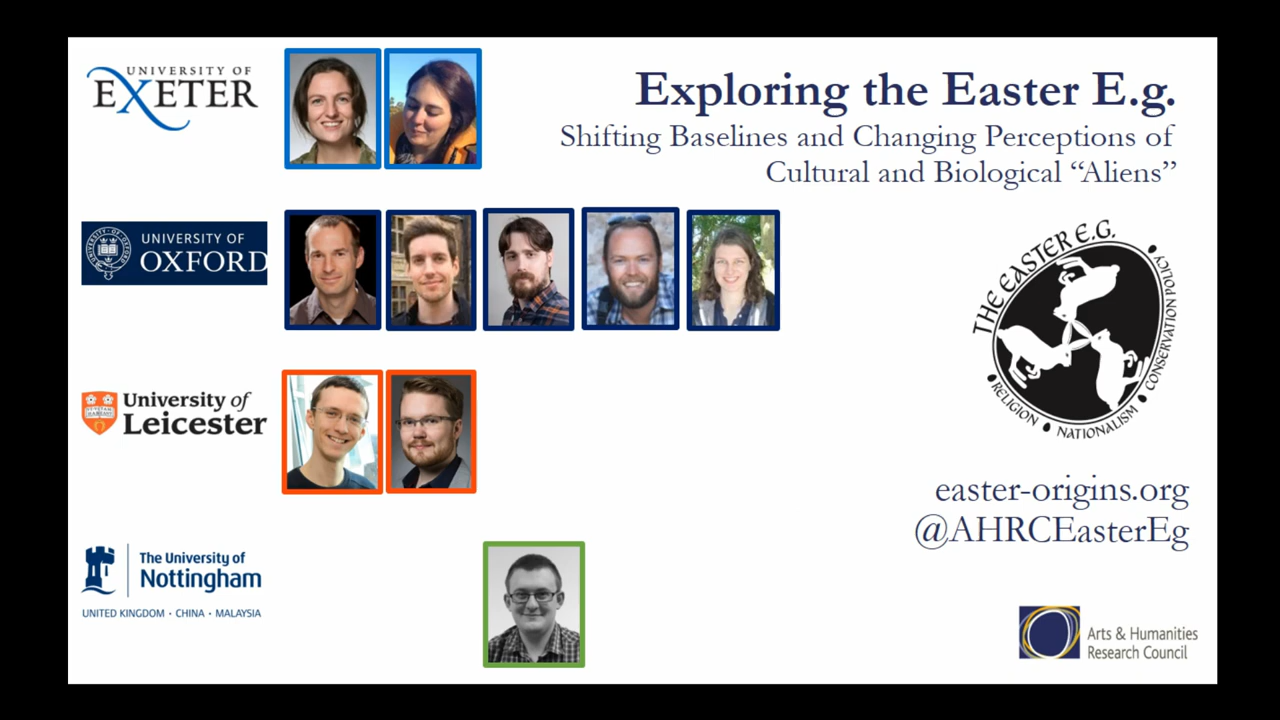 UNIVERSITY OF
EXETER
Exploring the Easter E.g.
Shifting Baselines and Changing Perceptions of
Cultural and Biological “Aliens”
UNIVERSITY OF
OXFORD
THE EASTER E.G.
RELIGION • NATIONALISM • CONSERVATION POLICY •
University of
Leicester
easter-origins.org
@AHRCEasterEg
The University of
Nottingham
UNITED KINGDOM · CHINA · MALAYSIA
Arts & Humanities
Research Council